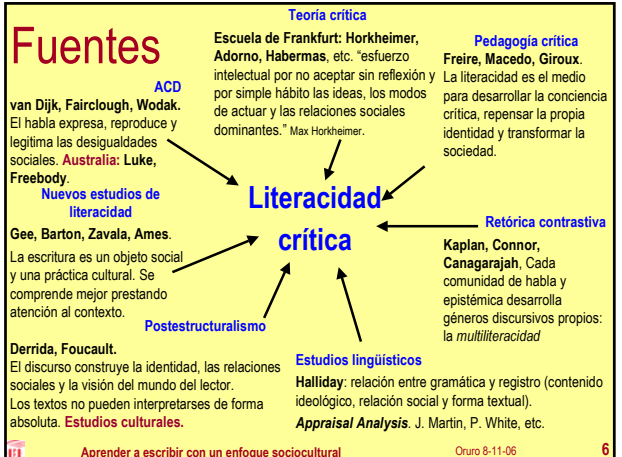 Fuentes
Teoría crítica
Escuela de Frankfurt: Horkheimer,
Adorno, Habermas, etc. “esfuerzo
intelectual por no aceptar sin reflexión y
por simple hábito las ideas, los modos
de actuar y las relaciones sociales
dominantes.” Max Horkheimer.
Pedagogía crítica
Freire, Macedo, Giroux.
La literacidad es el medio
para desarrollar la conciencia
crítica, repensar la propia
identidad y transformar la
sociedad.
ACD
van Dijk, Fairclough, Wodak.
El habla expresa, reproduce y
legitima las desigualdades
sociales. Australia: Luke,
Freebody.
Literacidad
crítica
Nuevos estudios de
literacidad
Gee, Barton, Zavala, Ames.
La escritura es un objeto social
y una práctica cultural. Se
comprende mejor prestando
atención al contexto.
Retórica contrastiva
Kaplan, Connor,
Canagarajah, Cada
comunidad de habla y
epistémica desarrolla
géneros discursivos propios:
la multiliteracidad
Postestructuralismo
Derrida, Foucault.
El discurso construye la identidad, las relaciones
sociales y la visión del mundo del lector.
Los textos no pueden interpretarses de forma
absoluta. Estudios culturales.
Estudios lingüísticos
Halliday: relación entre gramática y registro (contenido
ideológico, relación social y forma textual).
Appraisal Analysis. J. Martin, P. White, etc.
Aprender a escribir con un enfoque sociocultural
Oruro 8-11-06
6